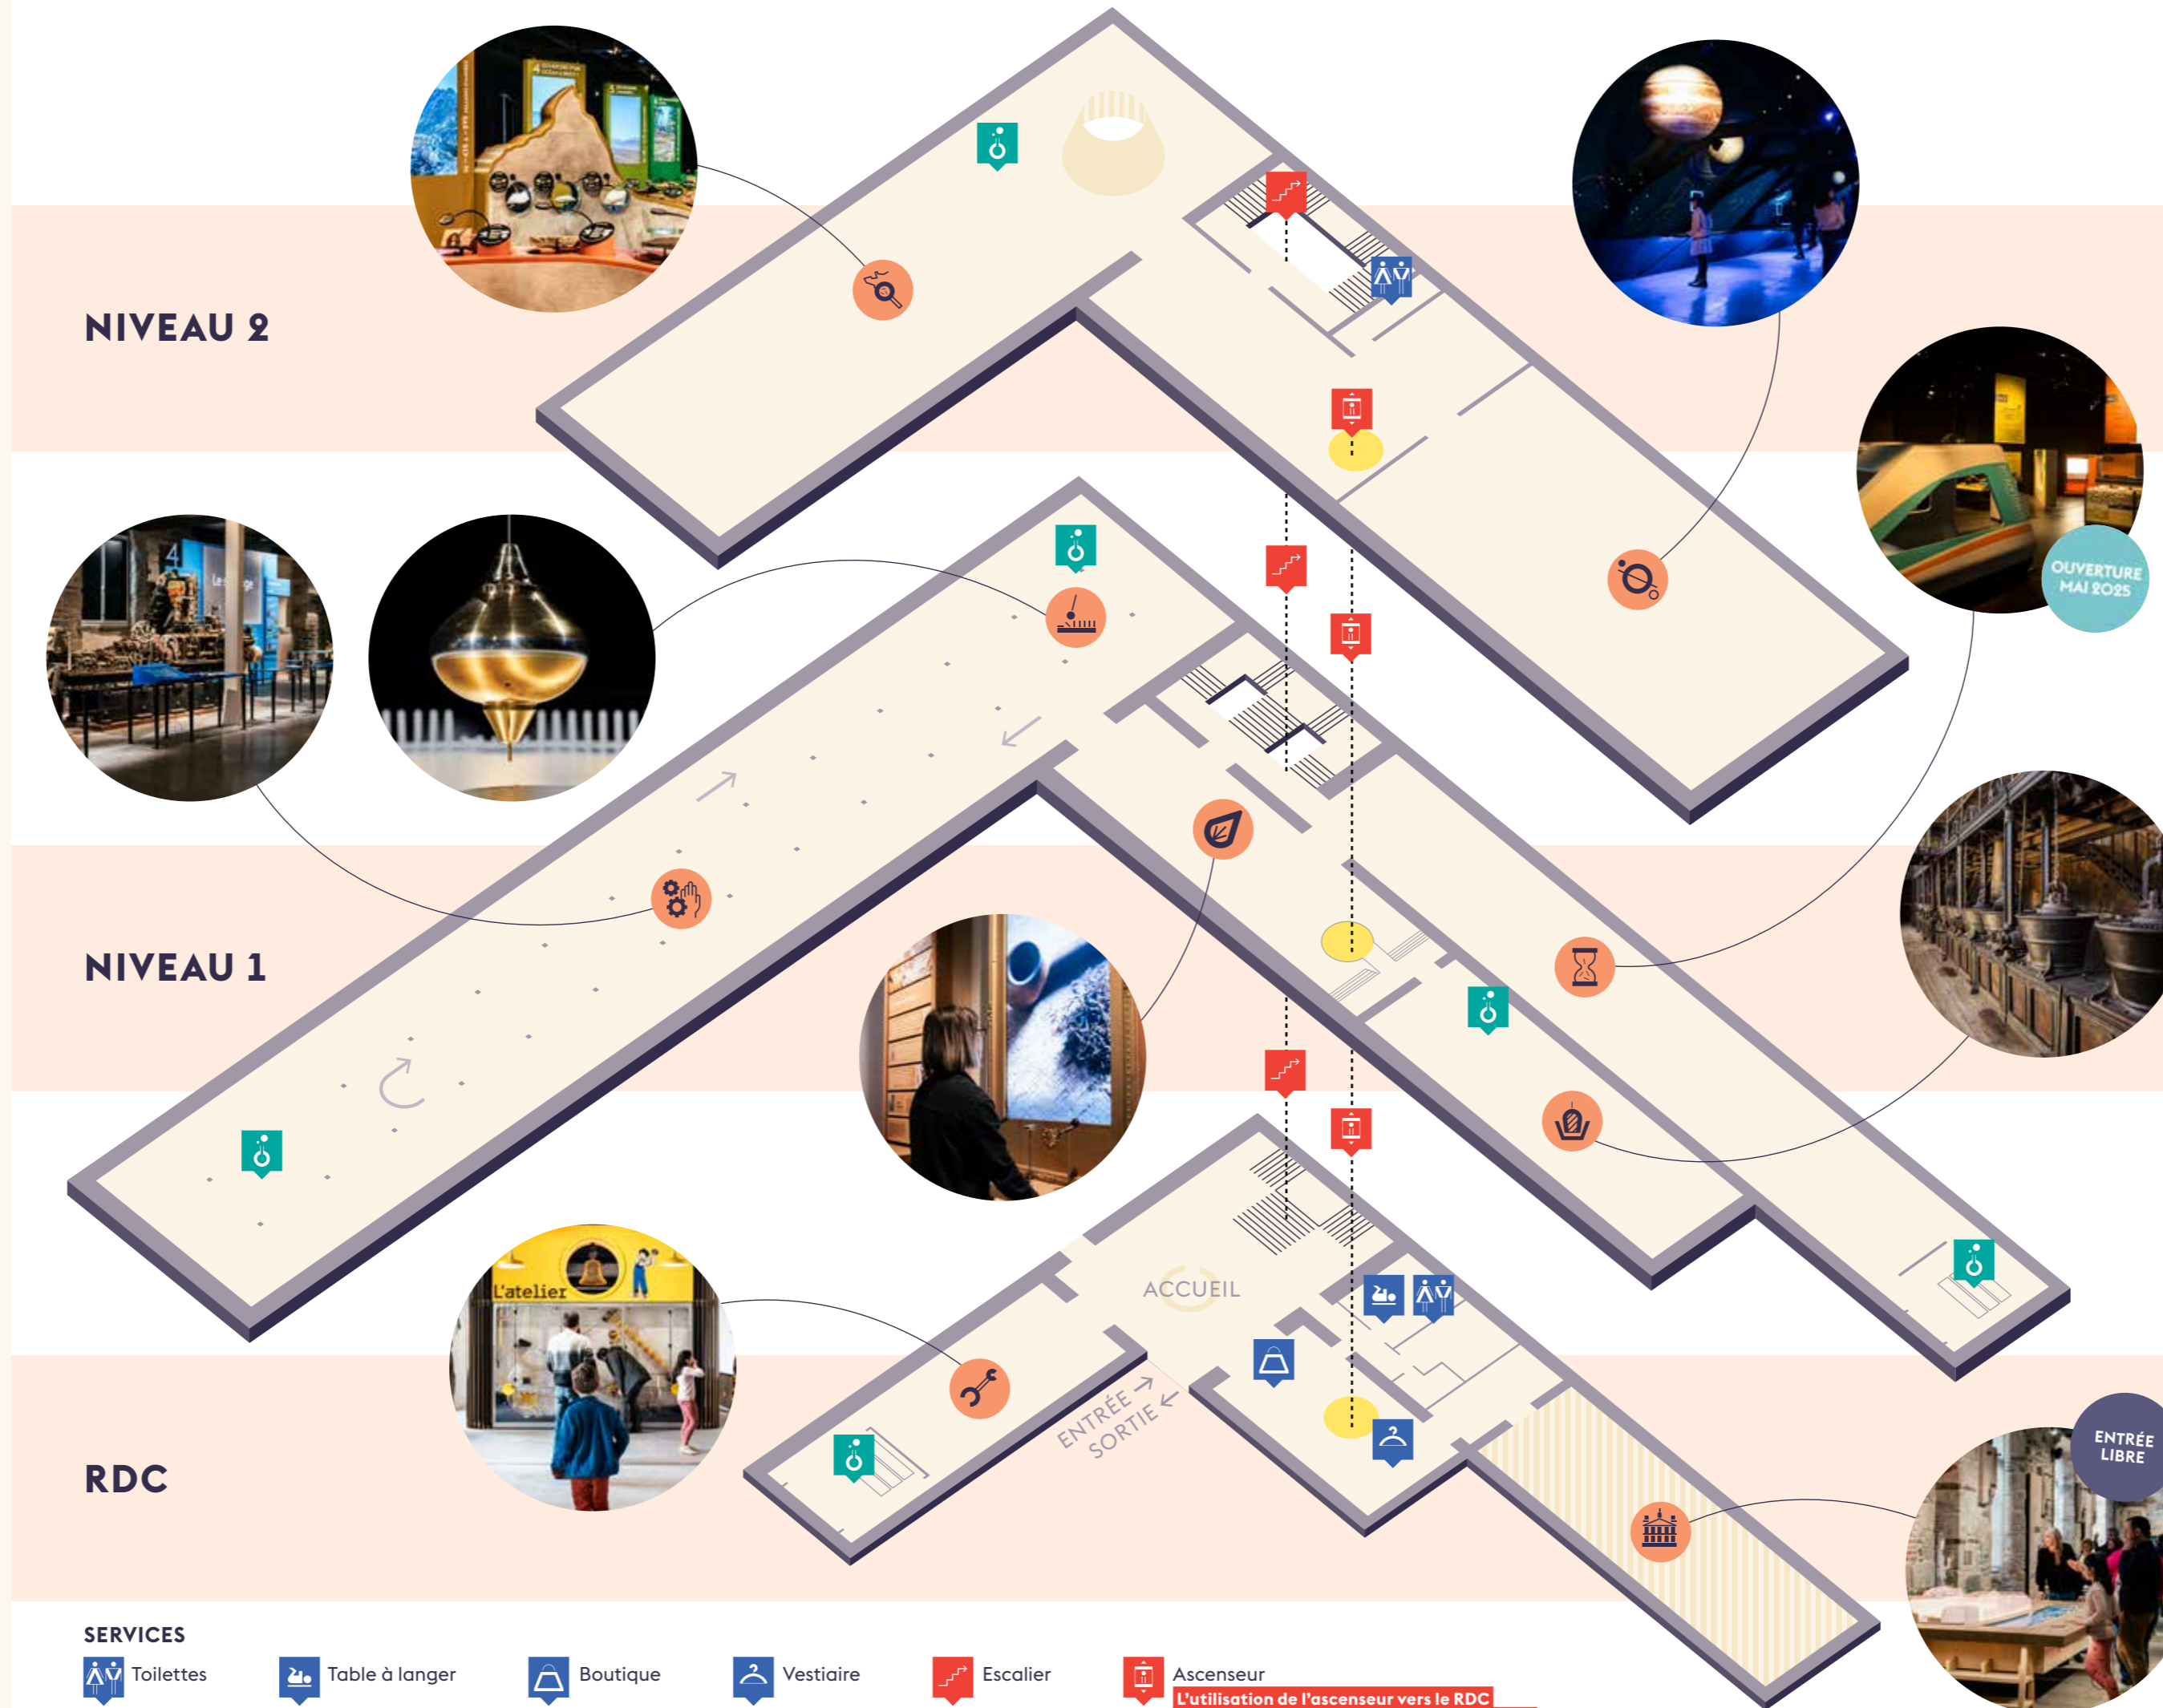 NIVEAU 2
OUVERTURE
MAI 2025
4
NIVEAU 1
L'atelier
ACCUEIL
ENTRÉE
SORTIE
RDC
ENTRÉE
LIBRE
SERVICES
Toilettes
Table à langer
Boutique
Vestiaire
Escalier
Ascenseur
L'utilisation de l'ascenseur vers le RDC